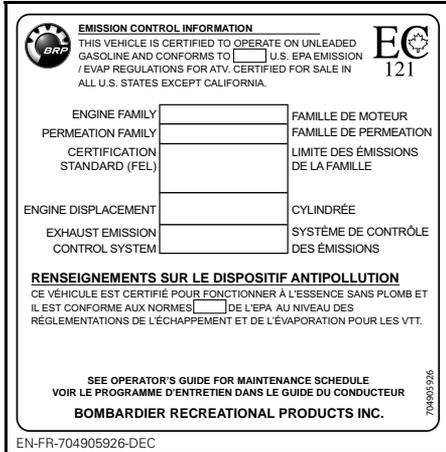 EMISSION CONTROL INFORMATION
THIS VEHICLE IS CERTIFIED TO OPERATE ON UNLEADED
GASOLINE AND CONFORMS TO U.S. EPA EMISSION
/ EVAP REGULATIONS FOR ATV. CERTIFIED FOR SALE IN
ALL U.S. STATES EXCEPT CALIFORNIA.
BRP
EC
121
ENGINE FAMILY
FAMILLE DE MOTEUR
PERMEATION FAMILY
FAMILLE DE PERMEATION
CERTIFICATION
STANDARD (FEL)
LIMITE DES ÉMISSIONS
DE LA FAMILLE
ENGINE DISPLACEMENT
CYLINDRÉE
EXHAUST EMISSION
CONTROL SYSTEM
SYSTÈME DE CONTRÔLE
DES ÉMISSIONS
RENSEIGNEMENTS SUR LE DISPOSITIF ANTIPOLLUTION
CE VÉHICULE EST CERTIFIÉ POUR FONCTIONNER À L'ESSENCE SANS PLOMB ET
IL EST CONFORME AUX NORMES DE L'EPA AU NIVEAU DES
RÉGLEMENTATIONS DE L'ÉCHAPPEMENT ET DE L'ÉVAPORATION POUR LES VTT.
SEE OPERATOR'S GUIDE FOR MAINTENANCE SCHEDULE
VOIR LE PROGRAMME D'ENTRETIEN DANS LE GUIDE DU CONDUCTEUR
BOMBARDIER RECREATIONAL PRODUCTS INC.
704905926
EN-FR-704905926-DEC